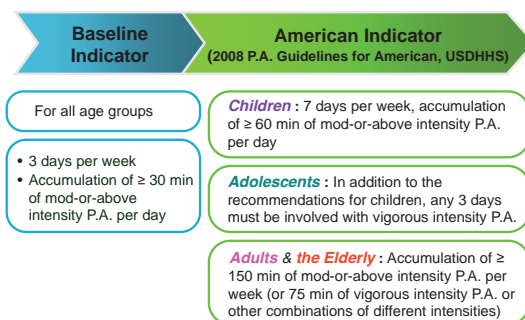 Baseline
Indicator
American Indicator
(2008 P.A. Guidelines for American, USDHHS)
For all age groups
• 3 days per week
• Accumulation of ≥ 30 min
of mod-or-above
intensity P.A. per day
Children : 7 days per week, accumulation
of ≥ 60 min of mod-or-above intensity P.A.
per day
Adolescents : In addition to the
recommendations for children, any 3 days
must be involved with vigorous intensity P.A.
Adults & the Elderly : Accumulation of ≥
150 min of mod-or-above intensity P.A. per
week (or 75 min of vigorous intensity P.A. or
other combinations of different intensities)